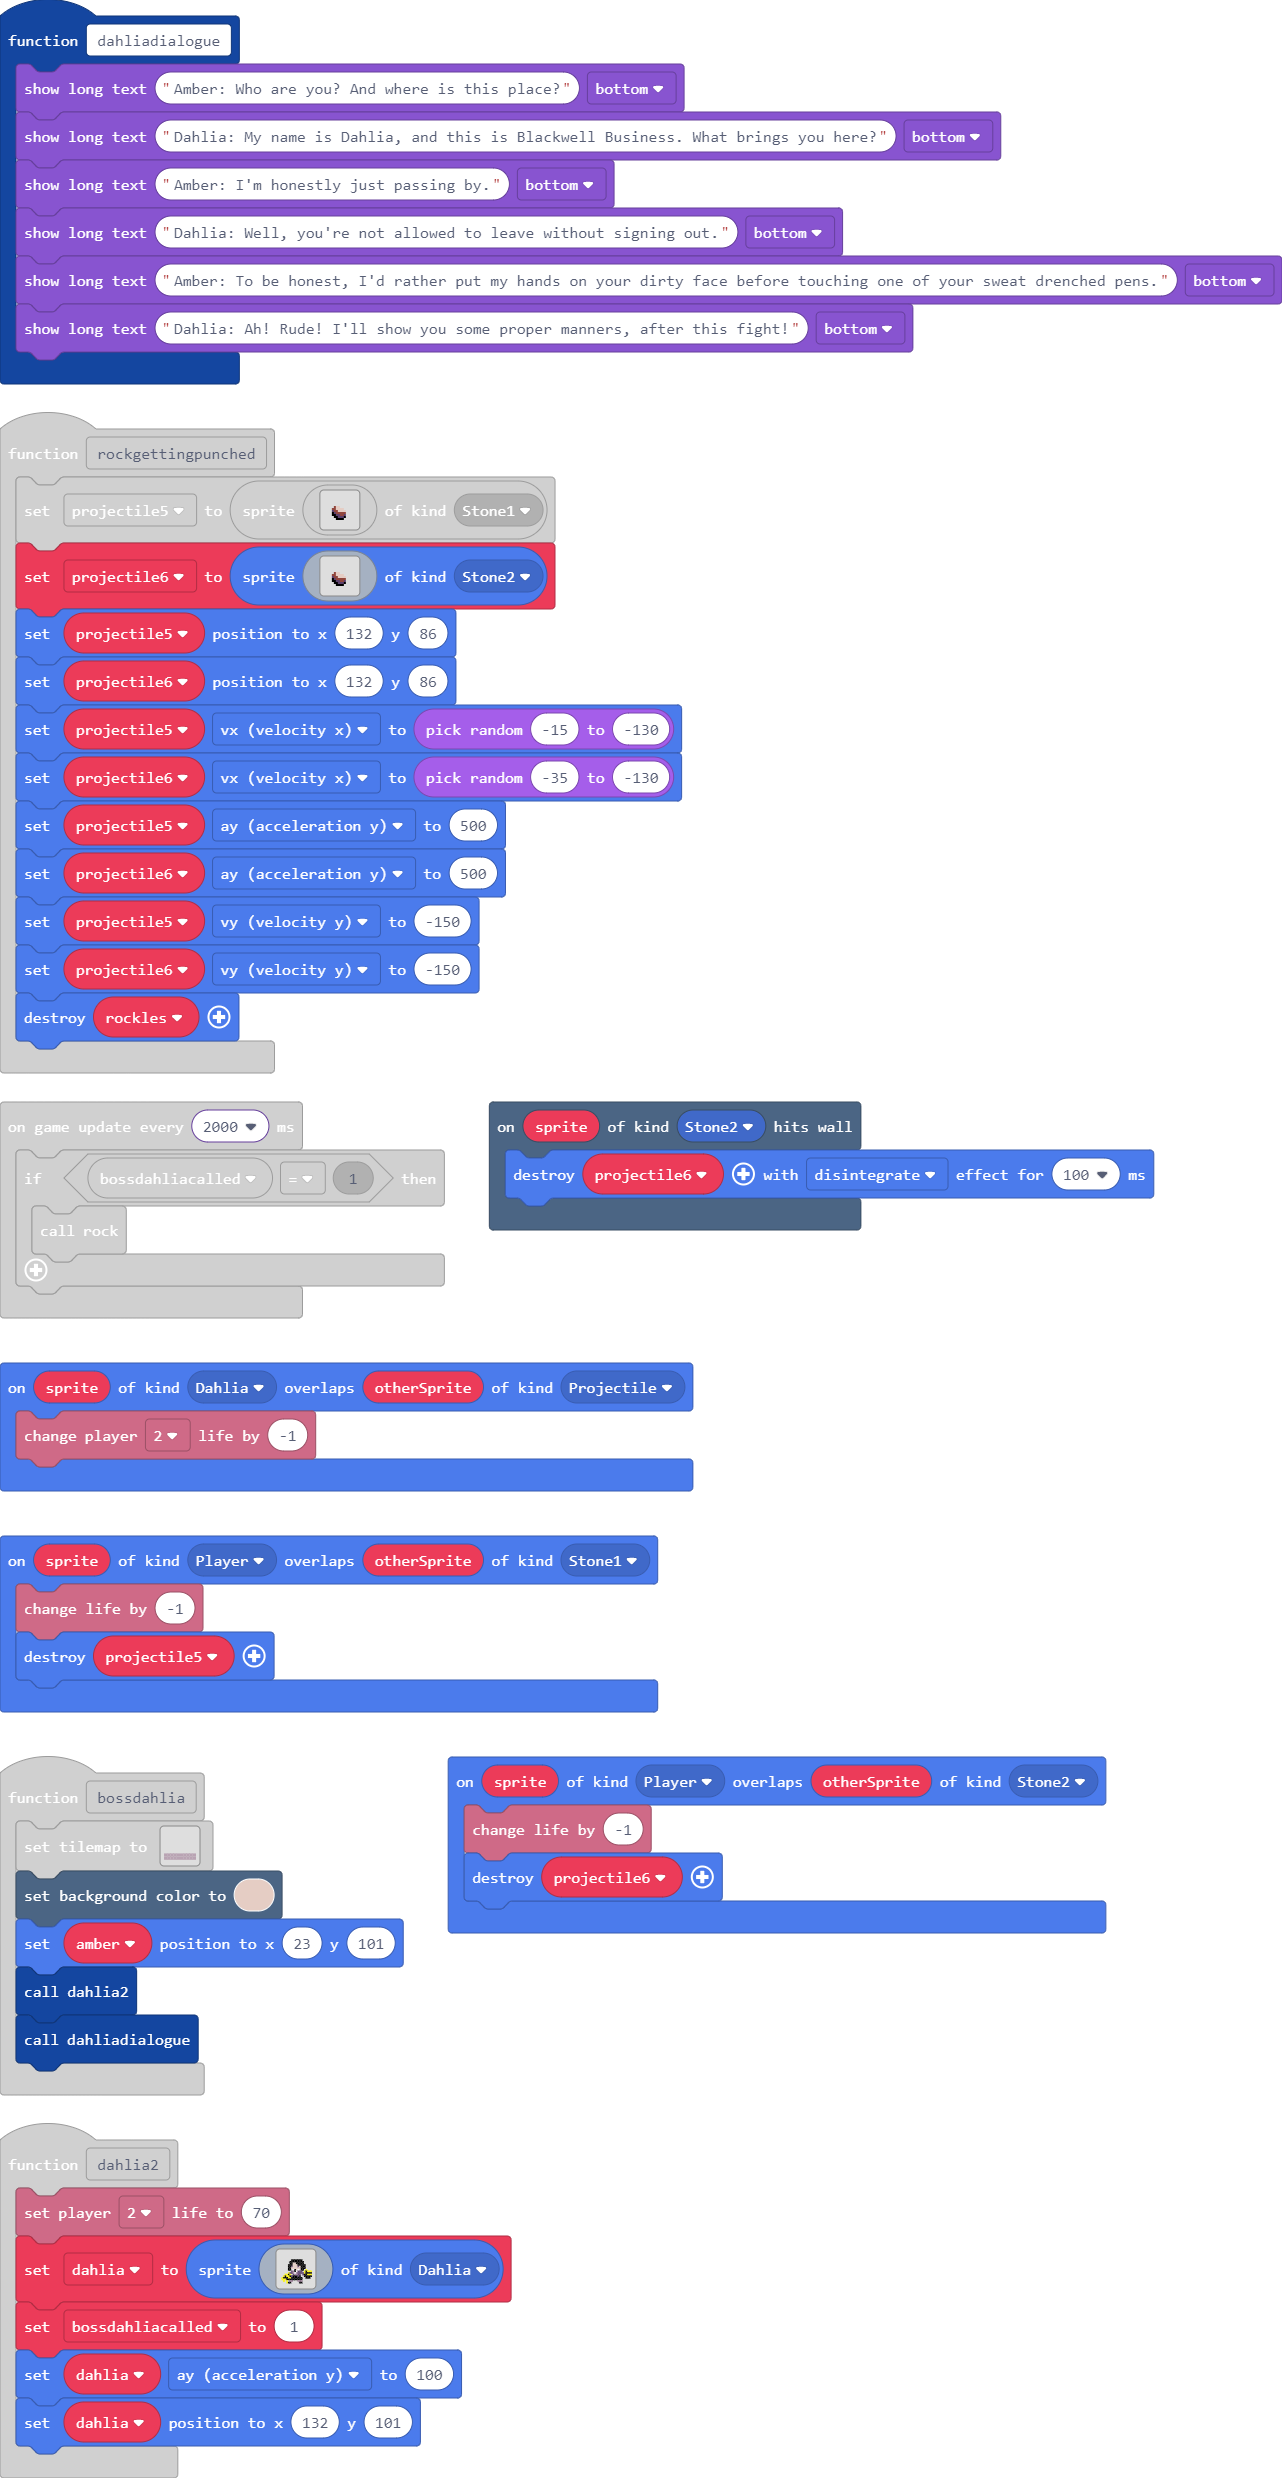 function dahliadialogue
show long text "Amber: Who are you? And where is this place?" bottom
show long text "Dahlia: My name is Dahlia, and this is Blackwell Business. What brings you here?" bottom
show long text "Amber: I'm honestly just passing by." bottom
show long text "Dahlia: Well, you're not allowed to leave without signing out." bottom
show long text "Amber: To be honest, I'd rather put my hands on your dirty face before touching one of your sweat drenched pens." bottom
show long text "Dahlia: Ah! Rude! I'll show you some proper manners, after this fight!" bottom
function rockgettingpunched
set projectile5 to sprite of kind Stone1
set projectile6 to sprite of kind Stone2
set projectile5 position to x 132 y 86
set projectile6 position to x 132 y 86
set projectile5 vx (velocity x) to pick random -15 to -130
set projectile6 vx (velocity x) to pick random -35 to -130
set projectile5 ay (acceleration y) to 500
set projectile6 ay (acceleration y) to 500
set projectile5 vy (velocity y) to -150
set projectile6 vy (velocity y) to -150
destroy rockles
on game update every 2000 ms
if bossdahliacalled = 1 then
call rock
on sprite of kind Stone2 hits wall
destroy projectile6 with disintegrate effect for 100 ms
on sprite of kind Dahlia overlaps otherSprite of kind Projectile
change player 2 life by -1
on sprite of kind Player overlaps otherSprite of kind Stone1
change life by -1
destroy projectile5
function bossdahlia
set tilemap to
set background color to
set amber position to x 23 y 101
call dahlia2
call dahliadialogue
on sprite of kind Player overlaps otherSprite of kind Stone2
change life by -1
destroy projectile6
function dahlia2
set player 2 life to 70
set dahlia to sprite of kind Dahlia
set bossdahliacalled to 1
set dahlia ay (acceleration y) to 100
set dahlia position to x 132 y 101